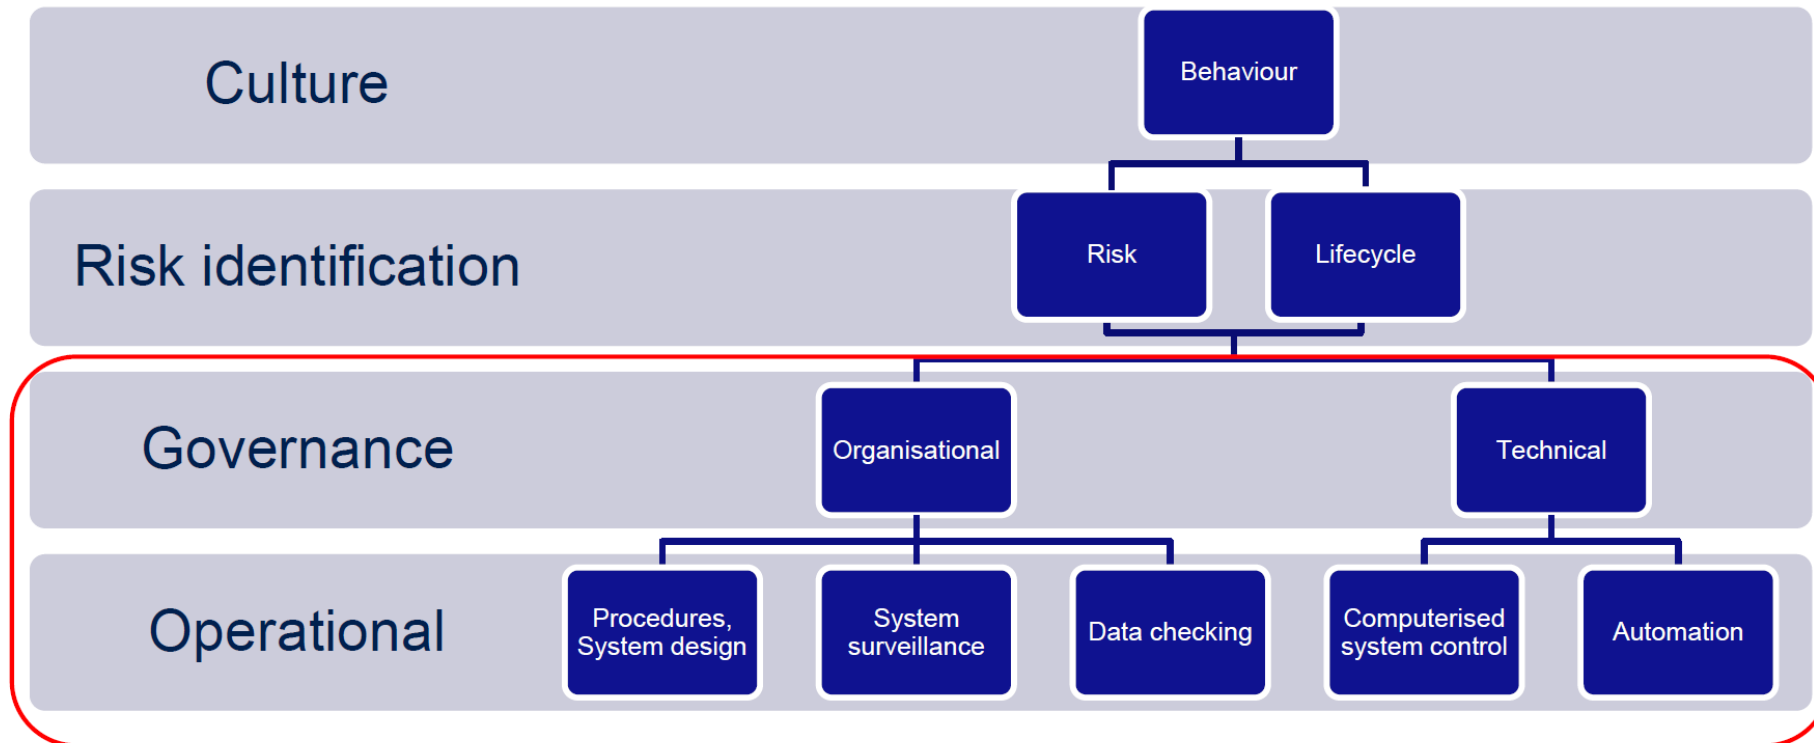 Culture
Behaviour
Risk identification
Risk
Lifecycle
Governance
Organisational
Technical
Operational
Procedures,
System design
System
surveillance
Data checking
Computerised
system control
Automation